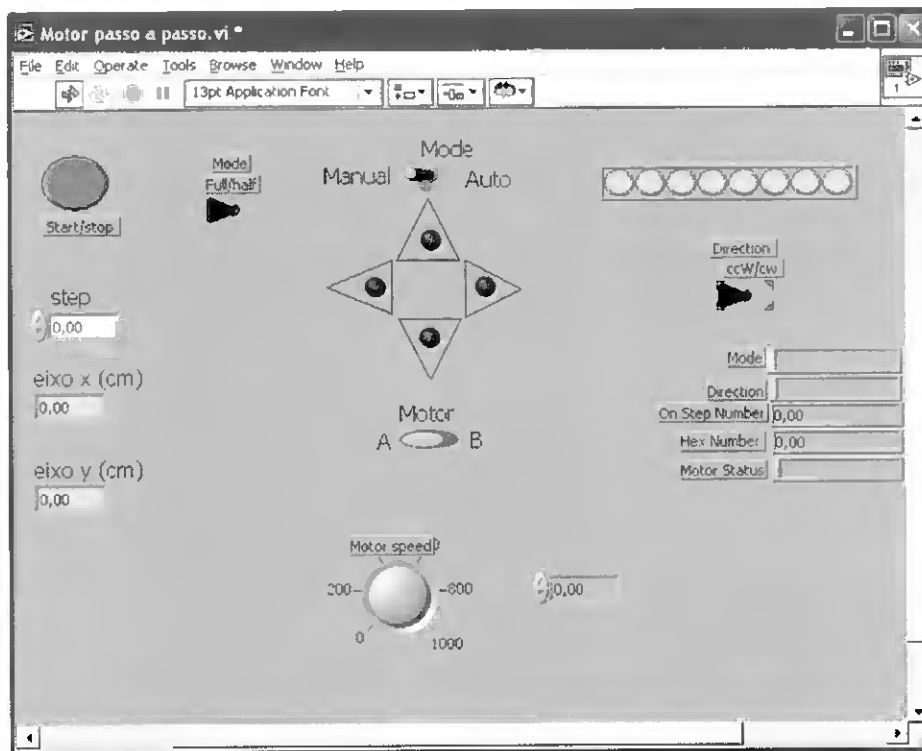 Motor passo a passo.vi *
File Edit Operate Tools Browse Window Help
13pt Application Font
1
Mode
Full/half
Start/stop
Mode
Manual Auto
Direction
ccW/cw
step
0,00
eixo x (cm)
0,00
eixo y (cm)
0,00
Motor
A B
Mode
Direction
On Step Number 0,00
Hex Number 0,00
Motor Status
Motor speed
200 800
0 1000
0,00